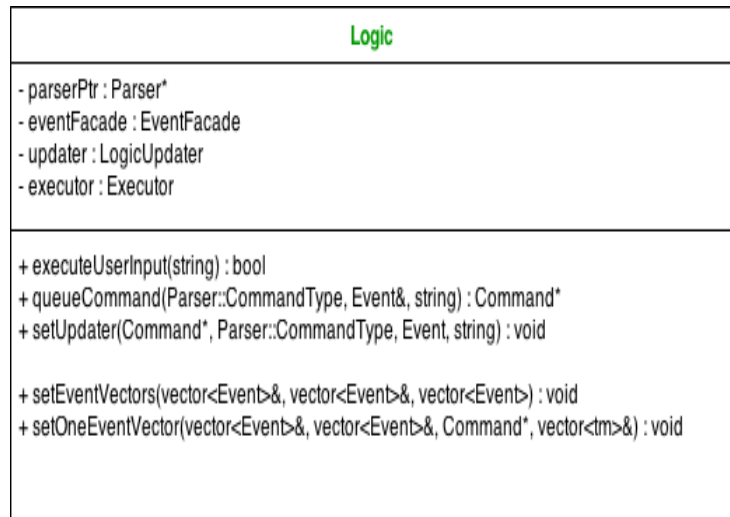 Logic
- parserPtr : Parser*
- eventFacade : EventFacade
- updater : LogicUpdater
- executor : Executor
+ executeUserInput(string) : bool
+ queueCommand(Parser::CommandType, Event&, string) : Command*
+ setUpdater(Command*, Parser::CommandType, Event, string) : void
+ setEventVectors(vector<Event>&, vector<Event>&, vector<Event>) : void
+ setOneEventVector(vector<Event>&, vector<Event>&, Command*, vector<tm>&) : void